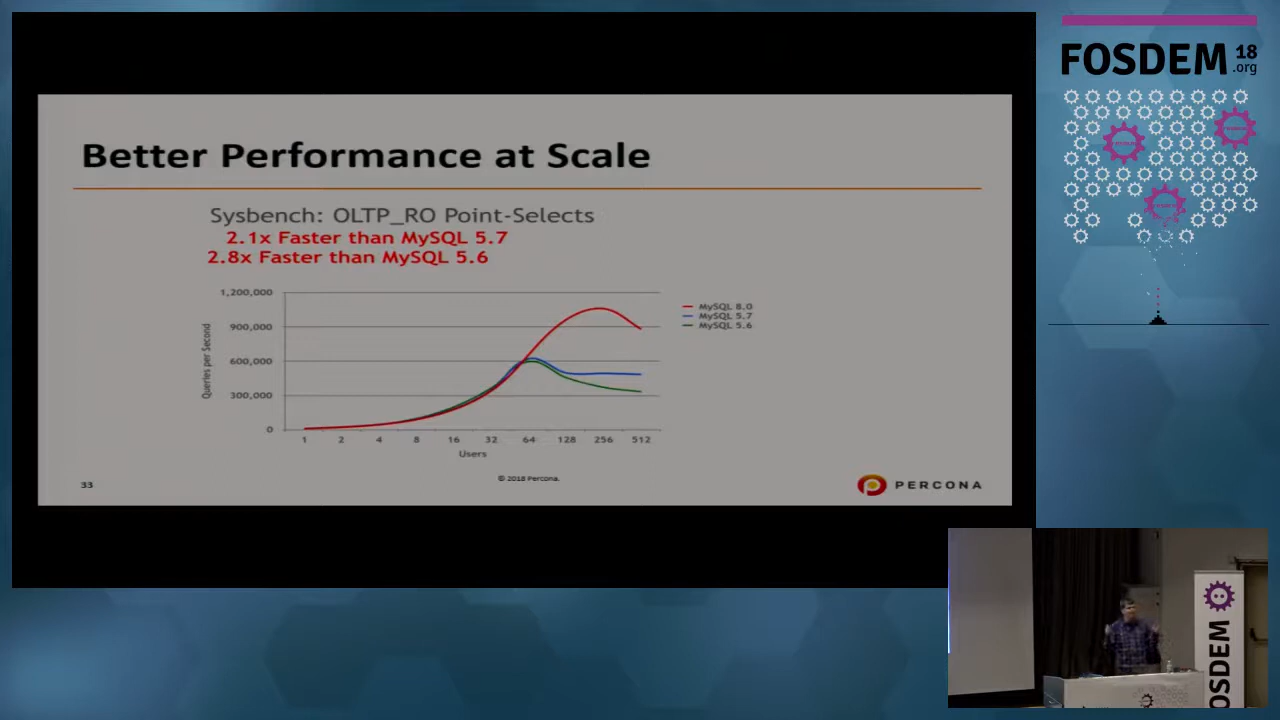 Better Performance at Scale
Sysbench: OLTP_RO Point-Selects
2.1x Faster than MySQL 5.7
2.8x Faster than MySQL 5.6
1,200,000
900,000
600,000
300,000
0
Queries per Second
1 2 4 8 16 32 64 128 256 512
Users
MySQL 8.0
MySQL 5.7
MySQL 5.6
33
© 2018 Percona.
PERCONA
FOSDEM 18
.org
OSDEM